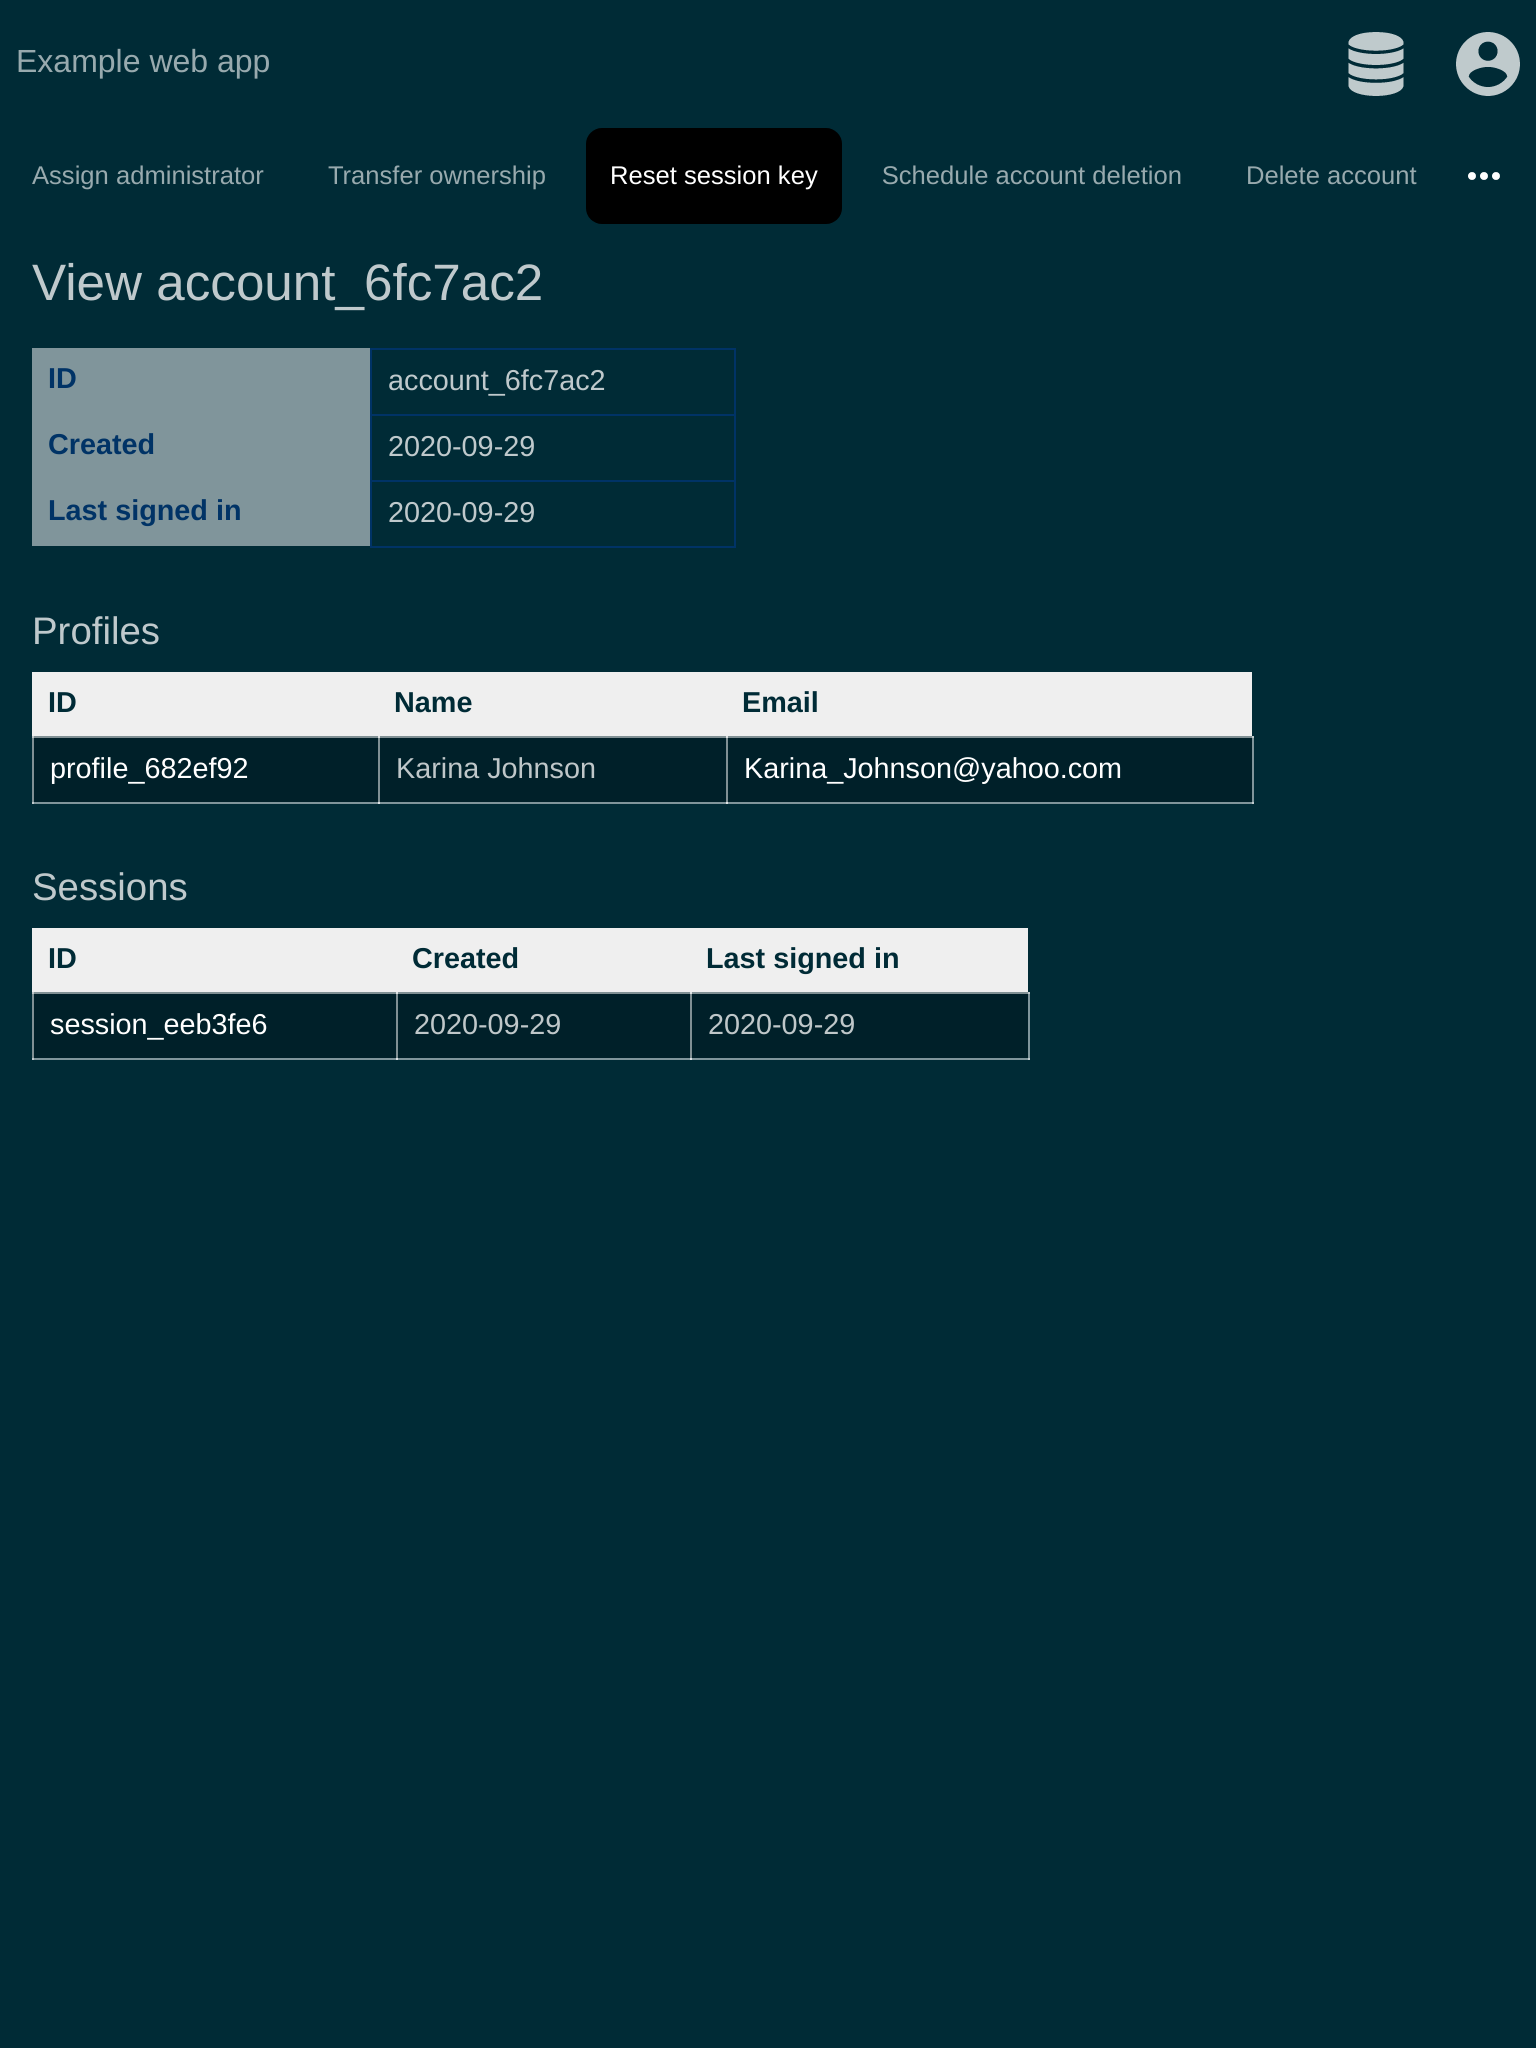 Example web app
Assign administrator Transfer ownership Reset session key Schedule account deletion Delete account
View account_6fc7ac2
ID account_6fc7ac2
Created 2020-09-29
Last signed in 2020-09-29
Profiles
ID Name Email
profile_682ef92 Karina Johnson Karina_Johnson@yahoo.com
Sessions
ID Created Last signed in
session_eeb3fe6 2020-09-29 2020-09-29